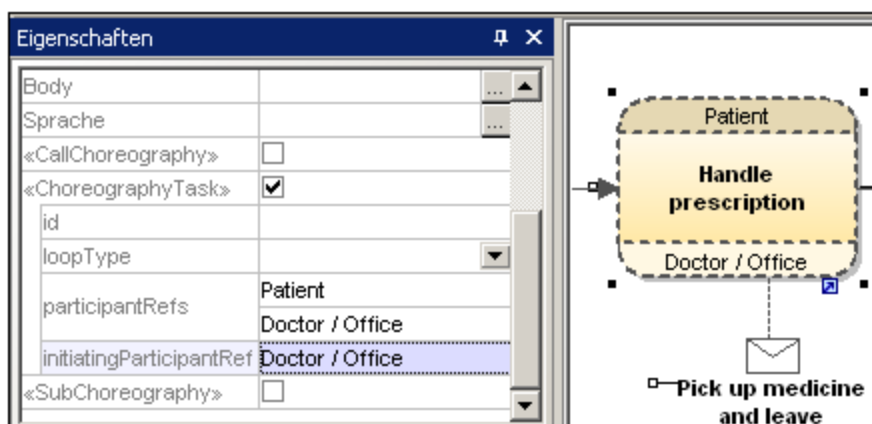 Eigenschaften
Body
...
Sprache
...
«CallChoreography»
«ChoreographyTask»
id
loopType
participantRefs
Patient
Doctor / Office
initiatingParticipantRef Doctor / Office
«SubChoreography»
Patient
Handle
prescription
Doctor / Office
Pick up medicine
and leave